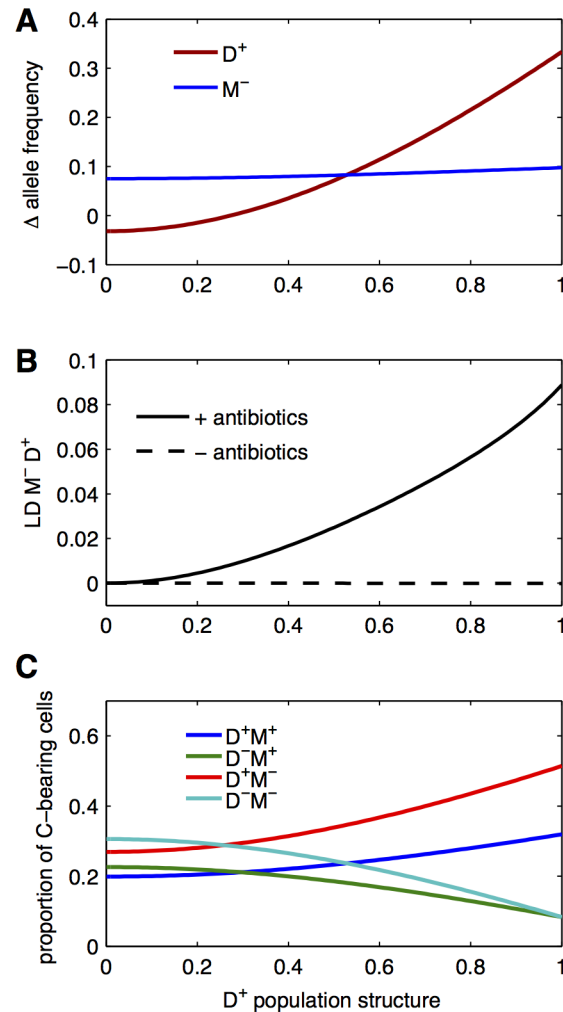 A
0.4
0.3
0.2
0.1
0
−0.1
Δ allele frequency
D⁺
M⁻
0 0.2 0.4 0.6 0.8 1
B
0.1
0.08
0.06
0.04
0.02
0
LD M⁻ D⁺
+ antibiotics
− antibiotics
0 0.2 0.4 0.6 0.8 1
C
0.6
0.4
0.2
0
proportion of C−bearing cells
D⁺M⁺
D⁻M⁺
D⁺M⁻
D⁻M⁻
0 0.2 0.4 0.6 0.8 1
D⁺ population structure